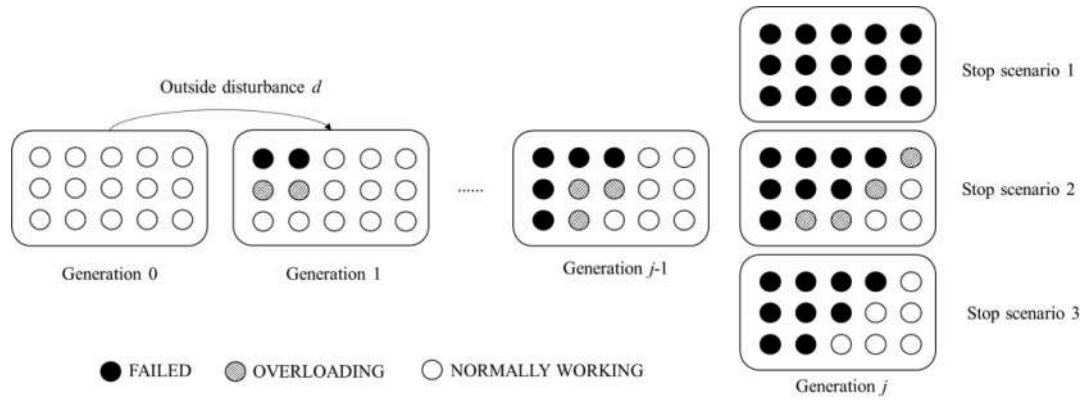 Outside disturbance d
Generation 0
Generation 1
......
Generation j-1
Stop scenario 1
Stop scenario 2
Stop scenario 3
Generation j
FAILED
OVERLOADING
NORMALLY WORKING